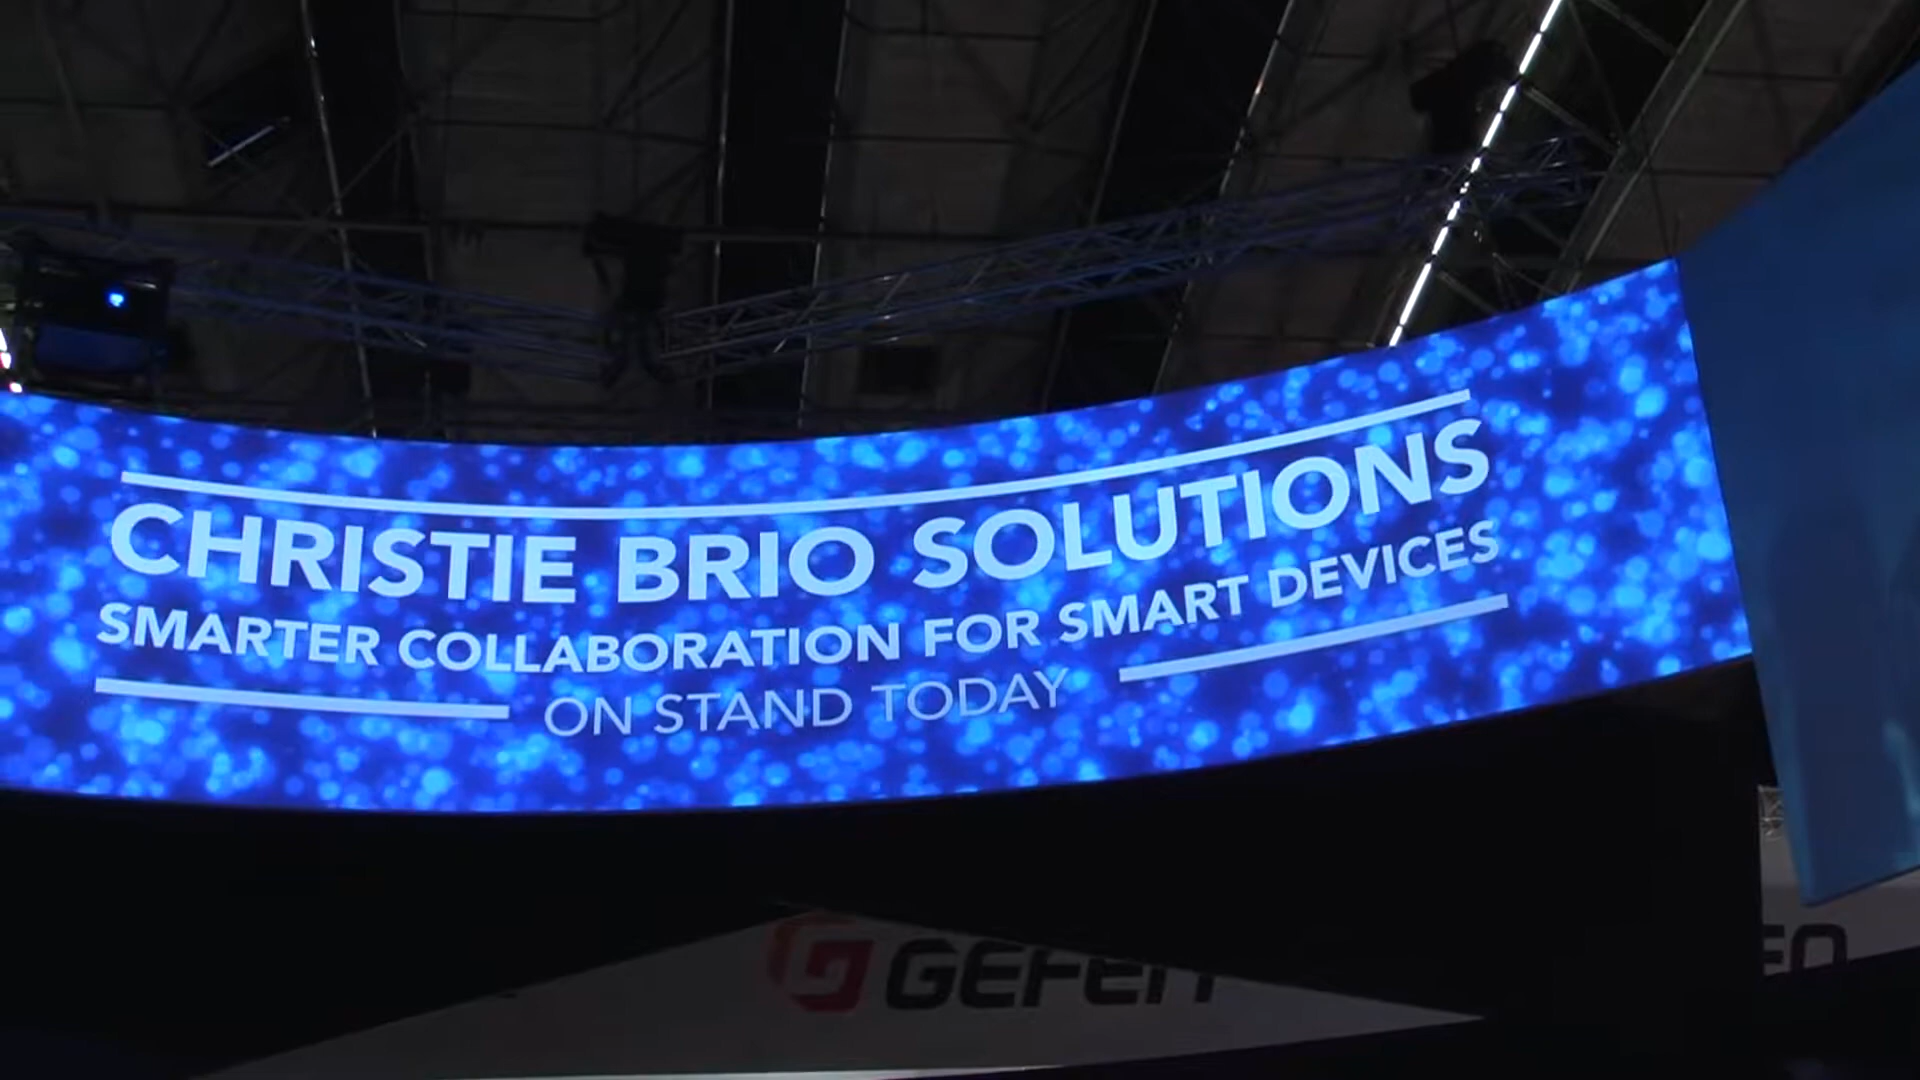 CHRISTIE BRIO SOLUTIONS
SMARTER COLLABORATION FOR SMART DEVICES
ON STAND TODAY
GEFEN